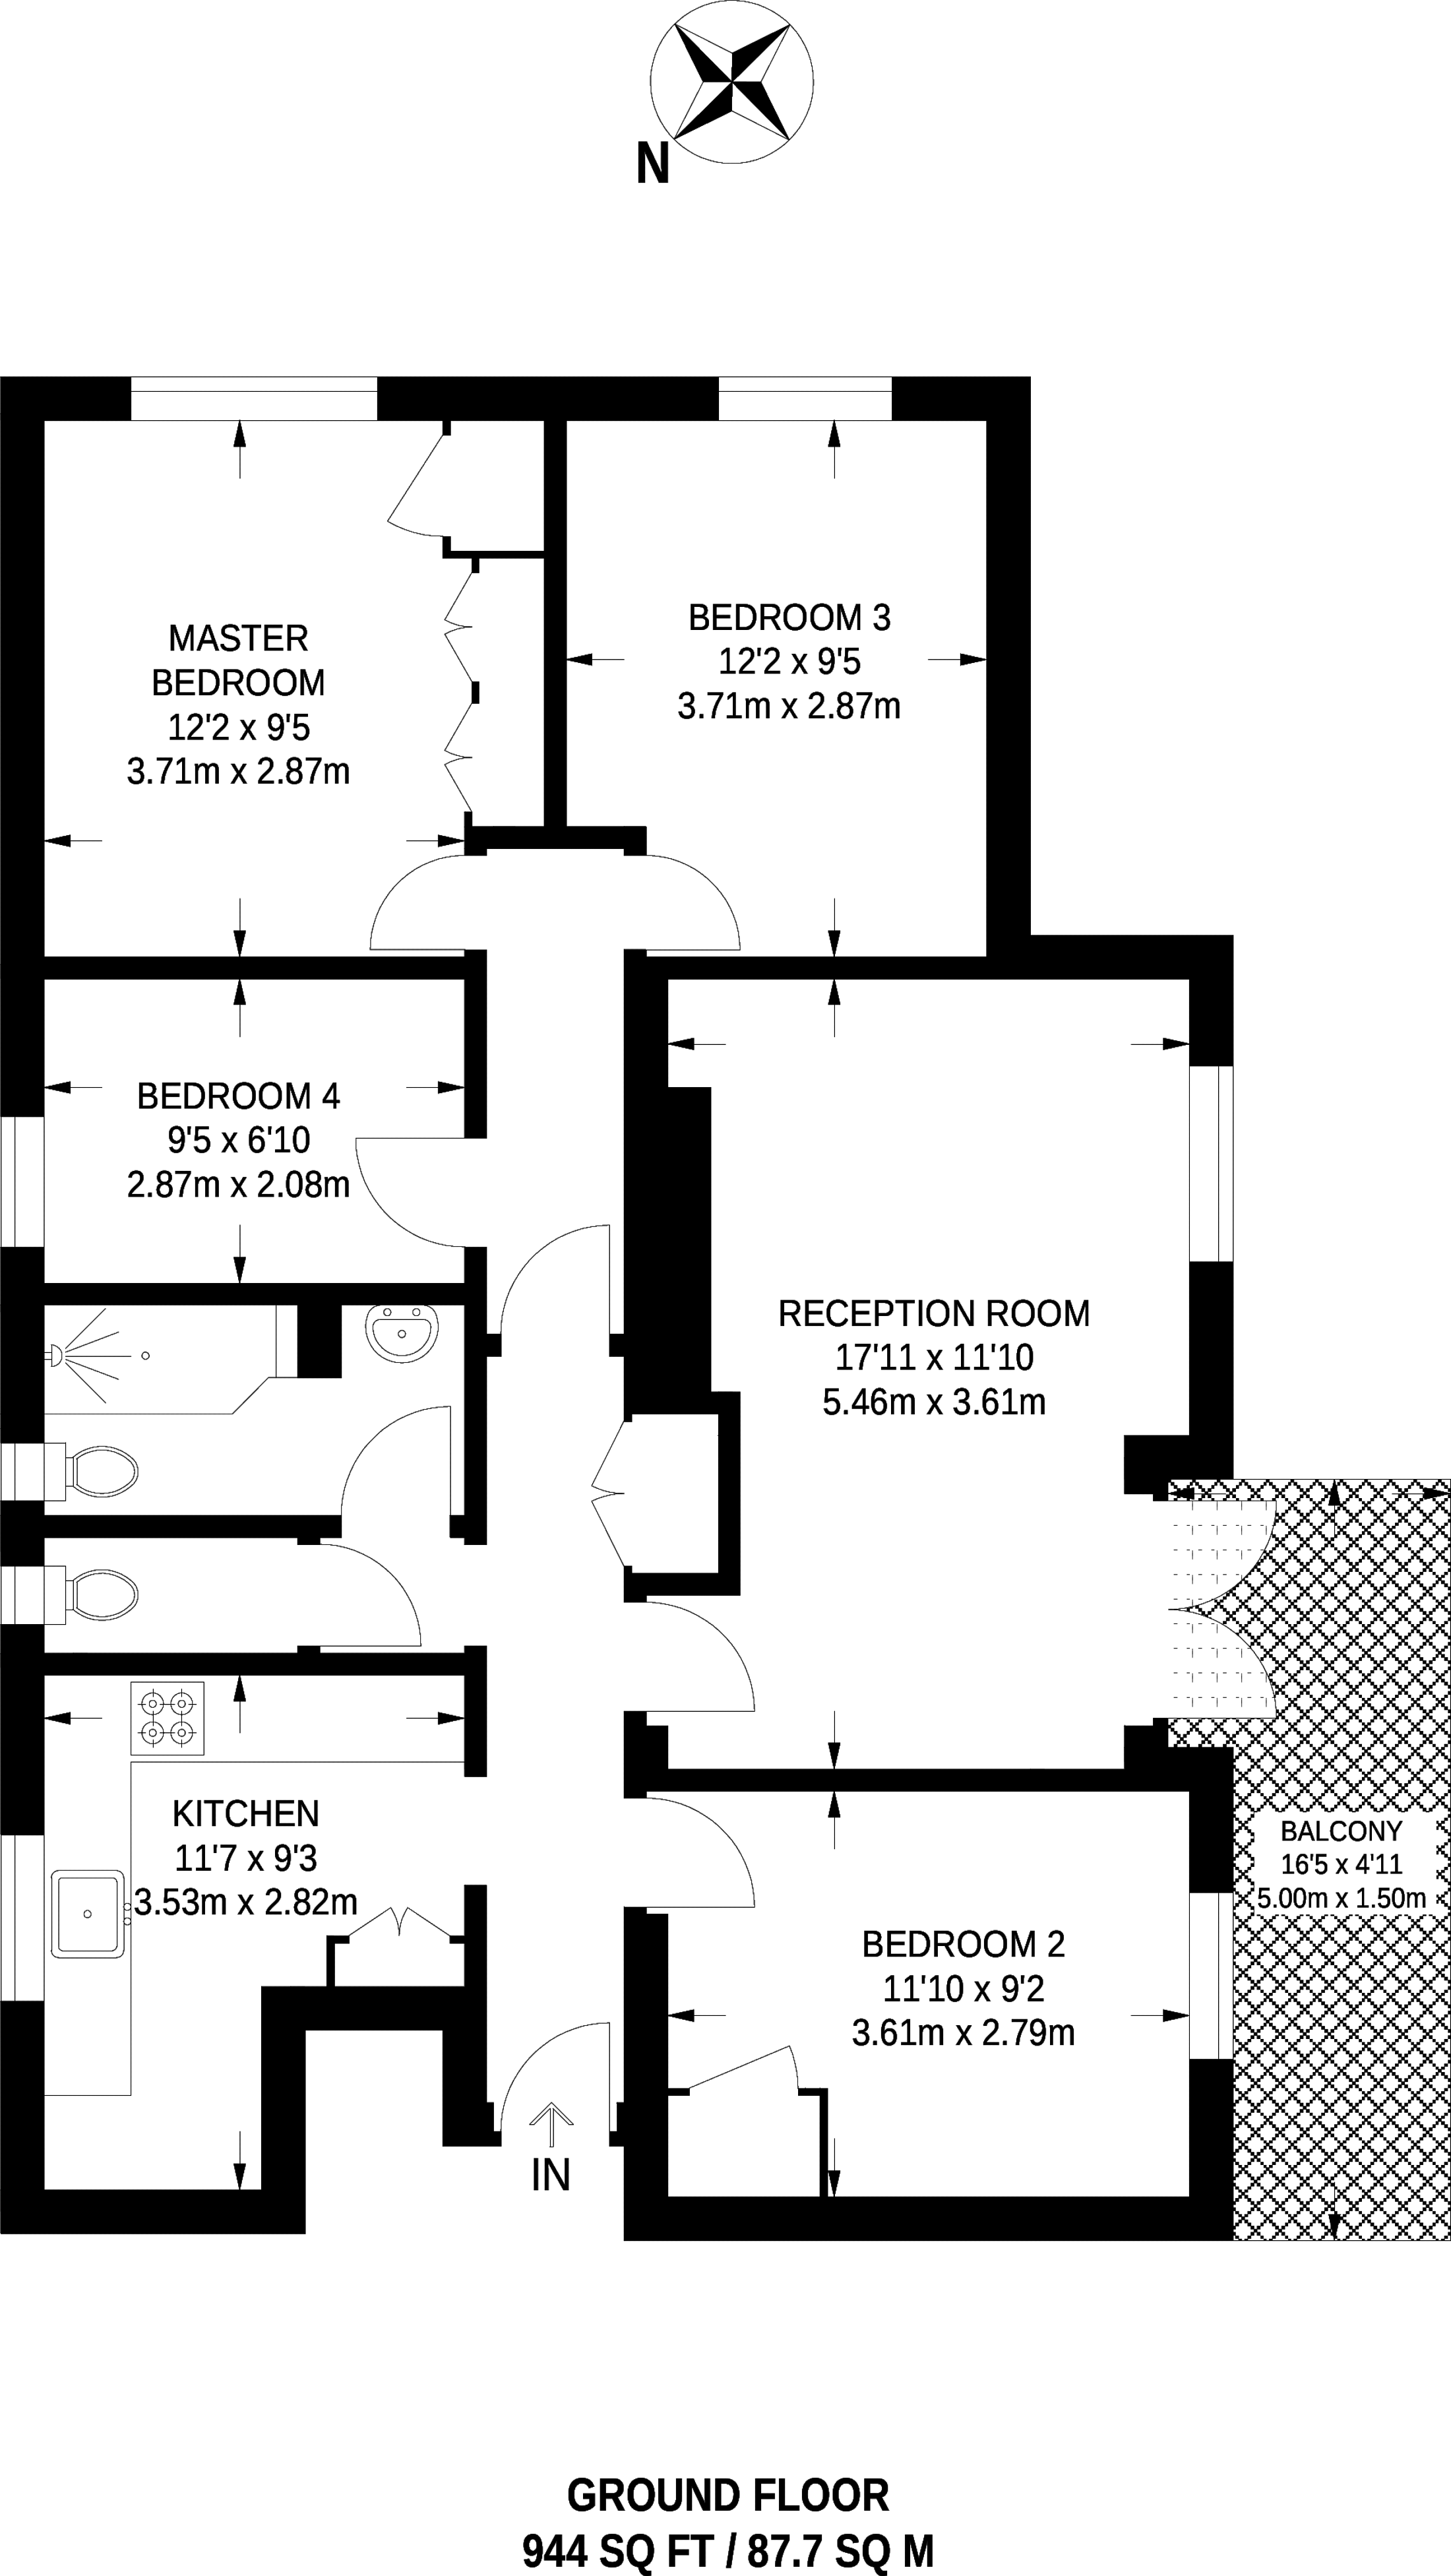 N
MASTER
BEDROOM
12'2 x 9'5
3.71m x 2.87m
BEDROOM 3
12'2 x 9'5
3.71m x 2.87m
BEDROOM 4
9'5 x 6'10
2.87m x 2.08m
RECEPTION ROOM
17'11 x 11'10
5.46m x 3.61m
KITCHEN
11'7 x 9'3
3.53m x 2.82m
BALCONY
16'5 x 4'11
5.00m x 1.50m
BEDROOM 2
11'10 x 9'2
3.61m x 2.79m
IN
GROUND FLOOR
944 SQ FT / 87.7 SQ M